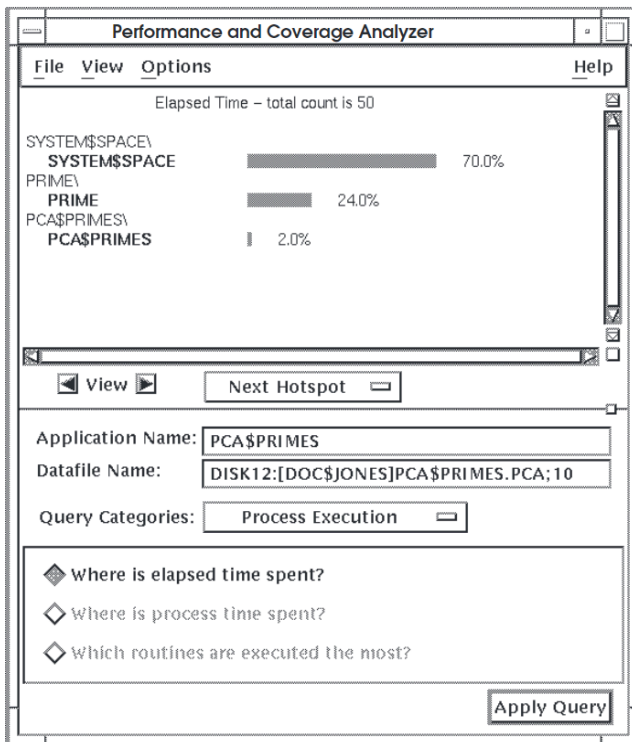 Performance and Coverage Analyzer
File View Options Help
Elapsed Time – total count is 50
SYSTEM$SPACE\
SYSTEM$SPACE 70.0%
PRIME\
PRIME 24.0%
PCA$PRIMES\
PCA$PRIMES 2.0%
View Next Hotspot
Application Name: PCA$PRIMES
Datafile Name: DISK12:[DOC$JONES]PCA$PRIMES.PCA;10
Query Categories: Process Execution
Where is elapsed time spent?
Where is process time spent?
Which routines are executed the most?
Apply Query